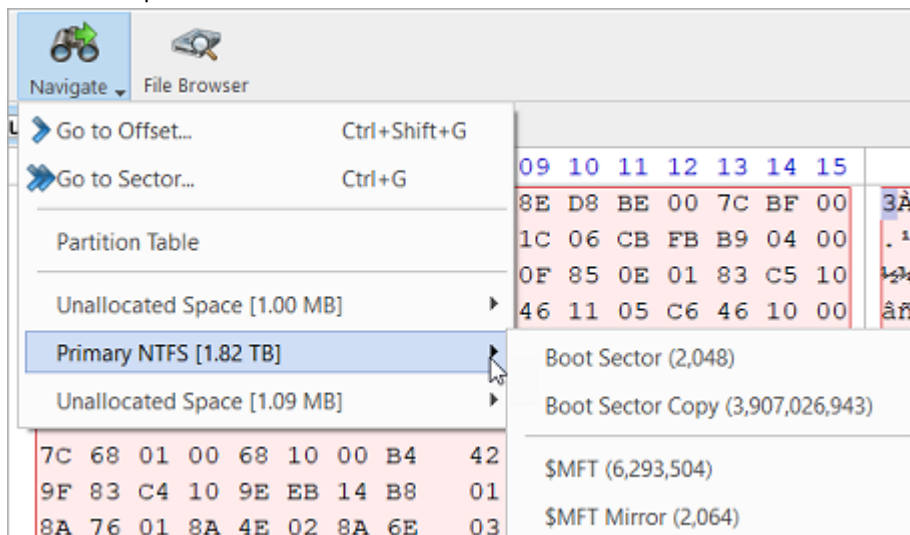 Navigate File Browser
Go to Offset... Ctrl+Shift+G
Go to Sector... Ctrl+G
09 10 11 12 13 14 15
8E D8 BE 00 7C BF 00 3À
Partition Table
1C 06 CB FB B9 04 00
0F 85 0E 01 83 C5 10
Unallocated Space [1.00 MB]
46 11 05 C6 46 10 00 âñ
Primary NTFS [1.82 TB]
Boot Sector (2,048)
Unallocated Space [1.09 MB]
Boot Sector Copy (3,907,026,943)
7C 68 01 00 68 10 00 B4 42
$MFT (6,293,504)
9F 83 C4 10 9E EB 14 B8 01
8A 76 01 8A 4E 02 8A 6E 03
$MFT Mirror (2,064)